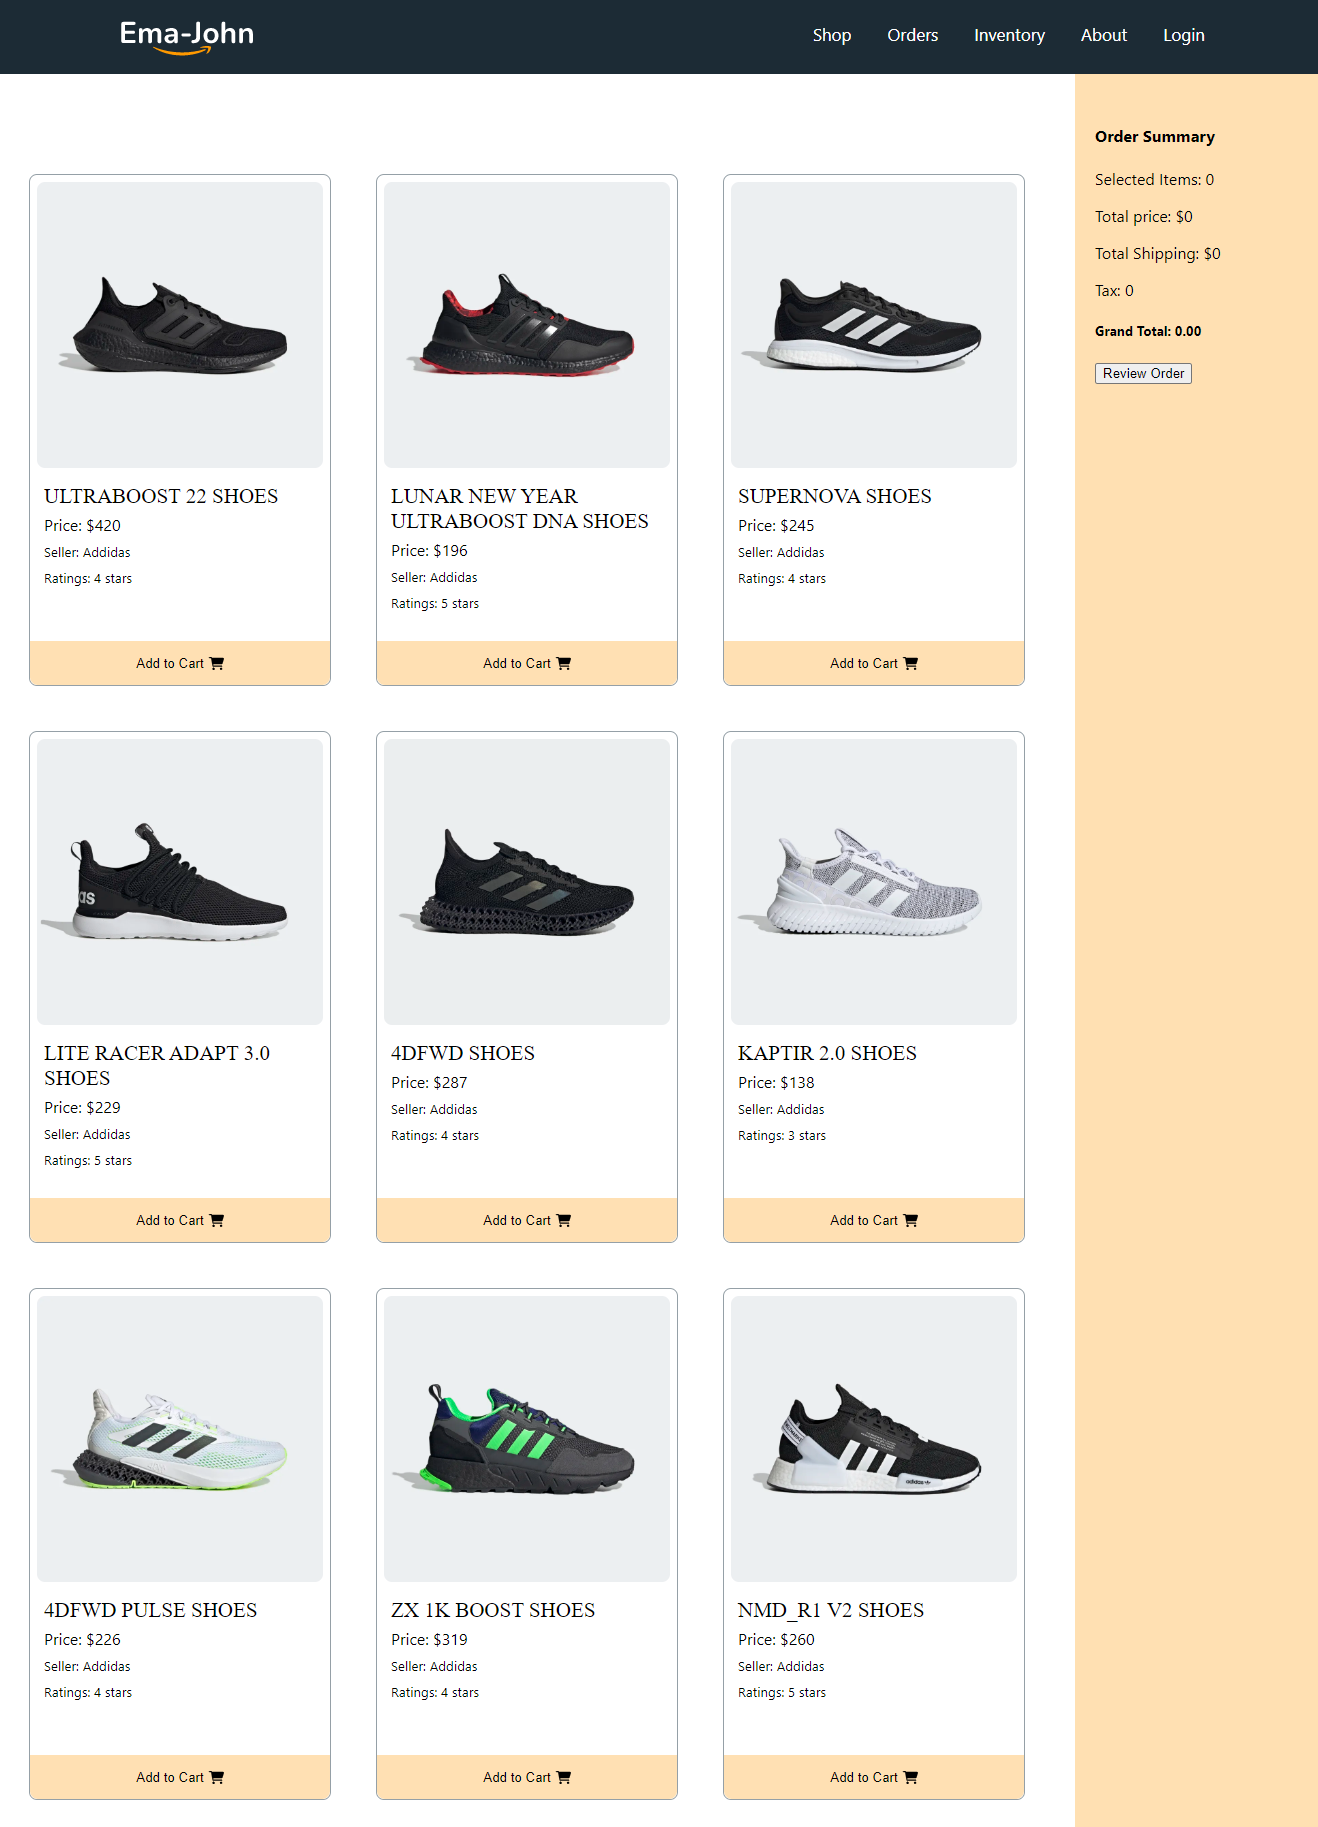 Ema-John
Shop Orders Inventory About Login
Order Summary
Selected Items: 0
Total price: $0
Total Shipping: $0
Tax: 0
Grand Total: 0.00
Review Order
ULTRABOOST 22 SHOES
Price: $420
Seller: Addidas
Ratings: 4 stars
Add to Cart
LUNAR NEW YEAR
ULTRABOOST DNA SHOES
Price: $196
Seller: Addidas
Ratings: 5 stars
Add to Cart
SUPERNOVA SHOES
Price: $245
Seller: Addidas
Ratings: 4 stars
Add to Cart
as
LITE RACER ADAPT 3.0
SHOES
Price: $229
Seller: Addidas
Ratings: 5 stars
Add to Cart
4DFWD SHOES
Price: $287
Seller: Addidas
Ratings: 4 stars
Add to Cart
KAPTIR 2.0 SHOES
Price: $138
Seller: Addidas
Ratings: 3 stars
Add to Cart
4DFWD PULSE SHOES
Price: $226
Seller: Addidas
Ratings: 4 stars
Add to Cart
ZX 1K BOOST SHOES
Price: $319
Seller: Addidas
Ratings: 4 stars
Add to Cart
adidas
NMD_R1 V2 SHOES
Price: $260
Seller: Addidas
Ratings: 5 stars
Add to Cart